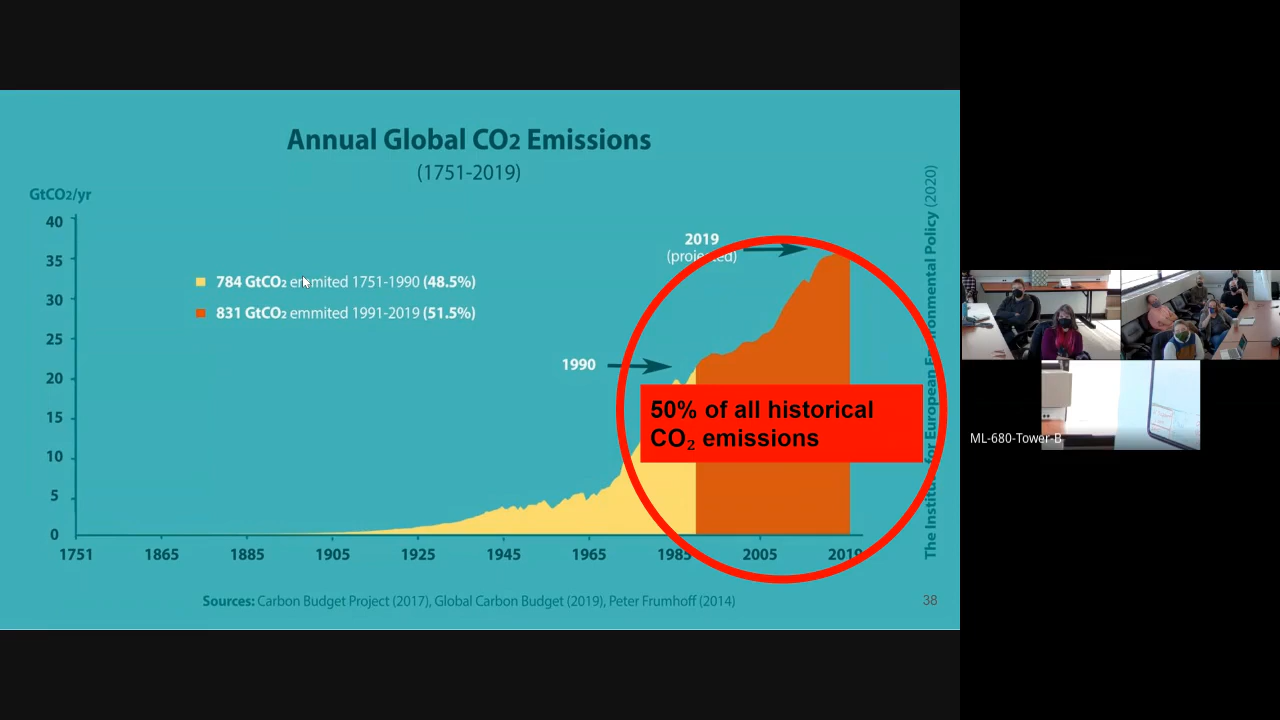 Annual Global CO2 Emissions
(1751-2019)
GtCO2/yr
40
35
30
25
20
15
10
5
0
784 GtCO2 emmited 1751-1990 (48.5%)
831 GtCO2 emmited 1991-2019 (51.5%)
2019
(projected)
1990
50% of all historical
CO₂ emissions
1751 1865 1885 1905 1925 1945 1965 1985 2005 2019
Sources: Carbon Budget Project (2017), Global Carbon Budget (2019), Peter Frumhoff (2014)
38
The Institute for European Environmental Policy (2020)
ML-680-Tower-B